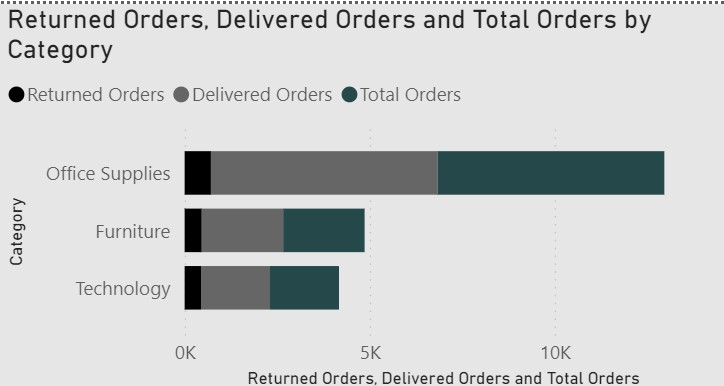 Returned Orders, Delivered Orders and Total Orders by
Category
Returned Orders Delivered Orders Total Orders
Category
Office Supplies
Furniture
Technology
0K 5K 10K
Returned Orders, Delivered Orders and Total Orders